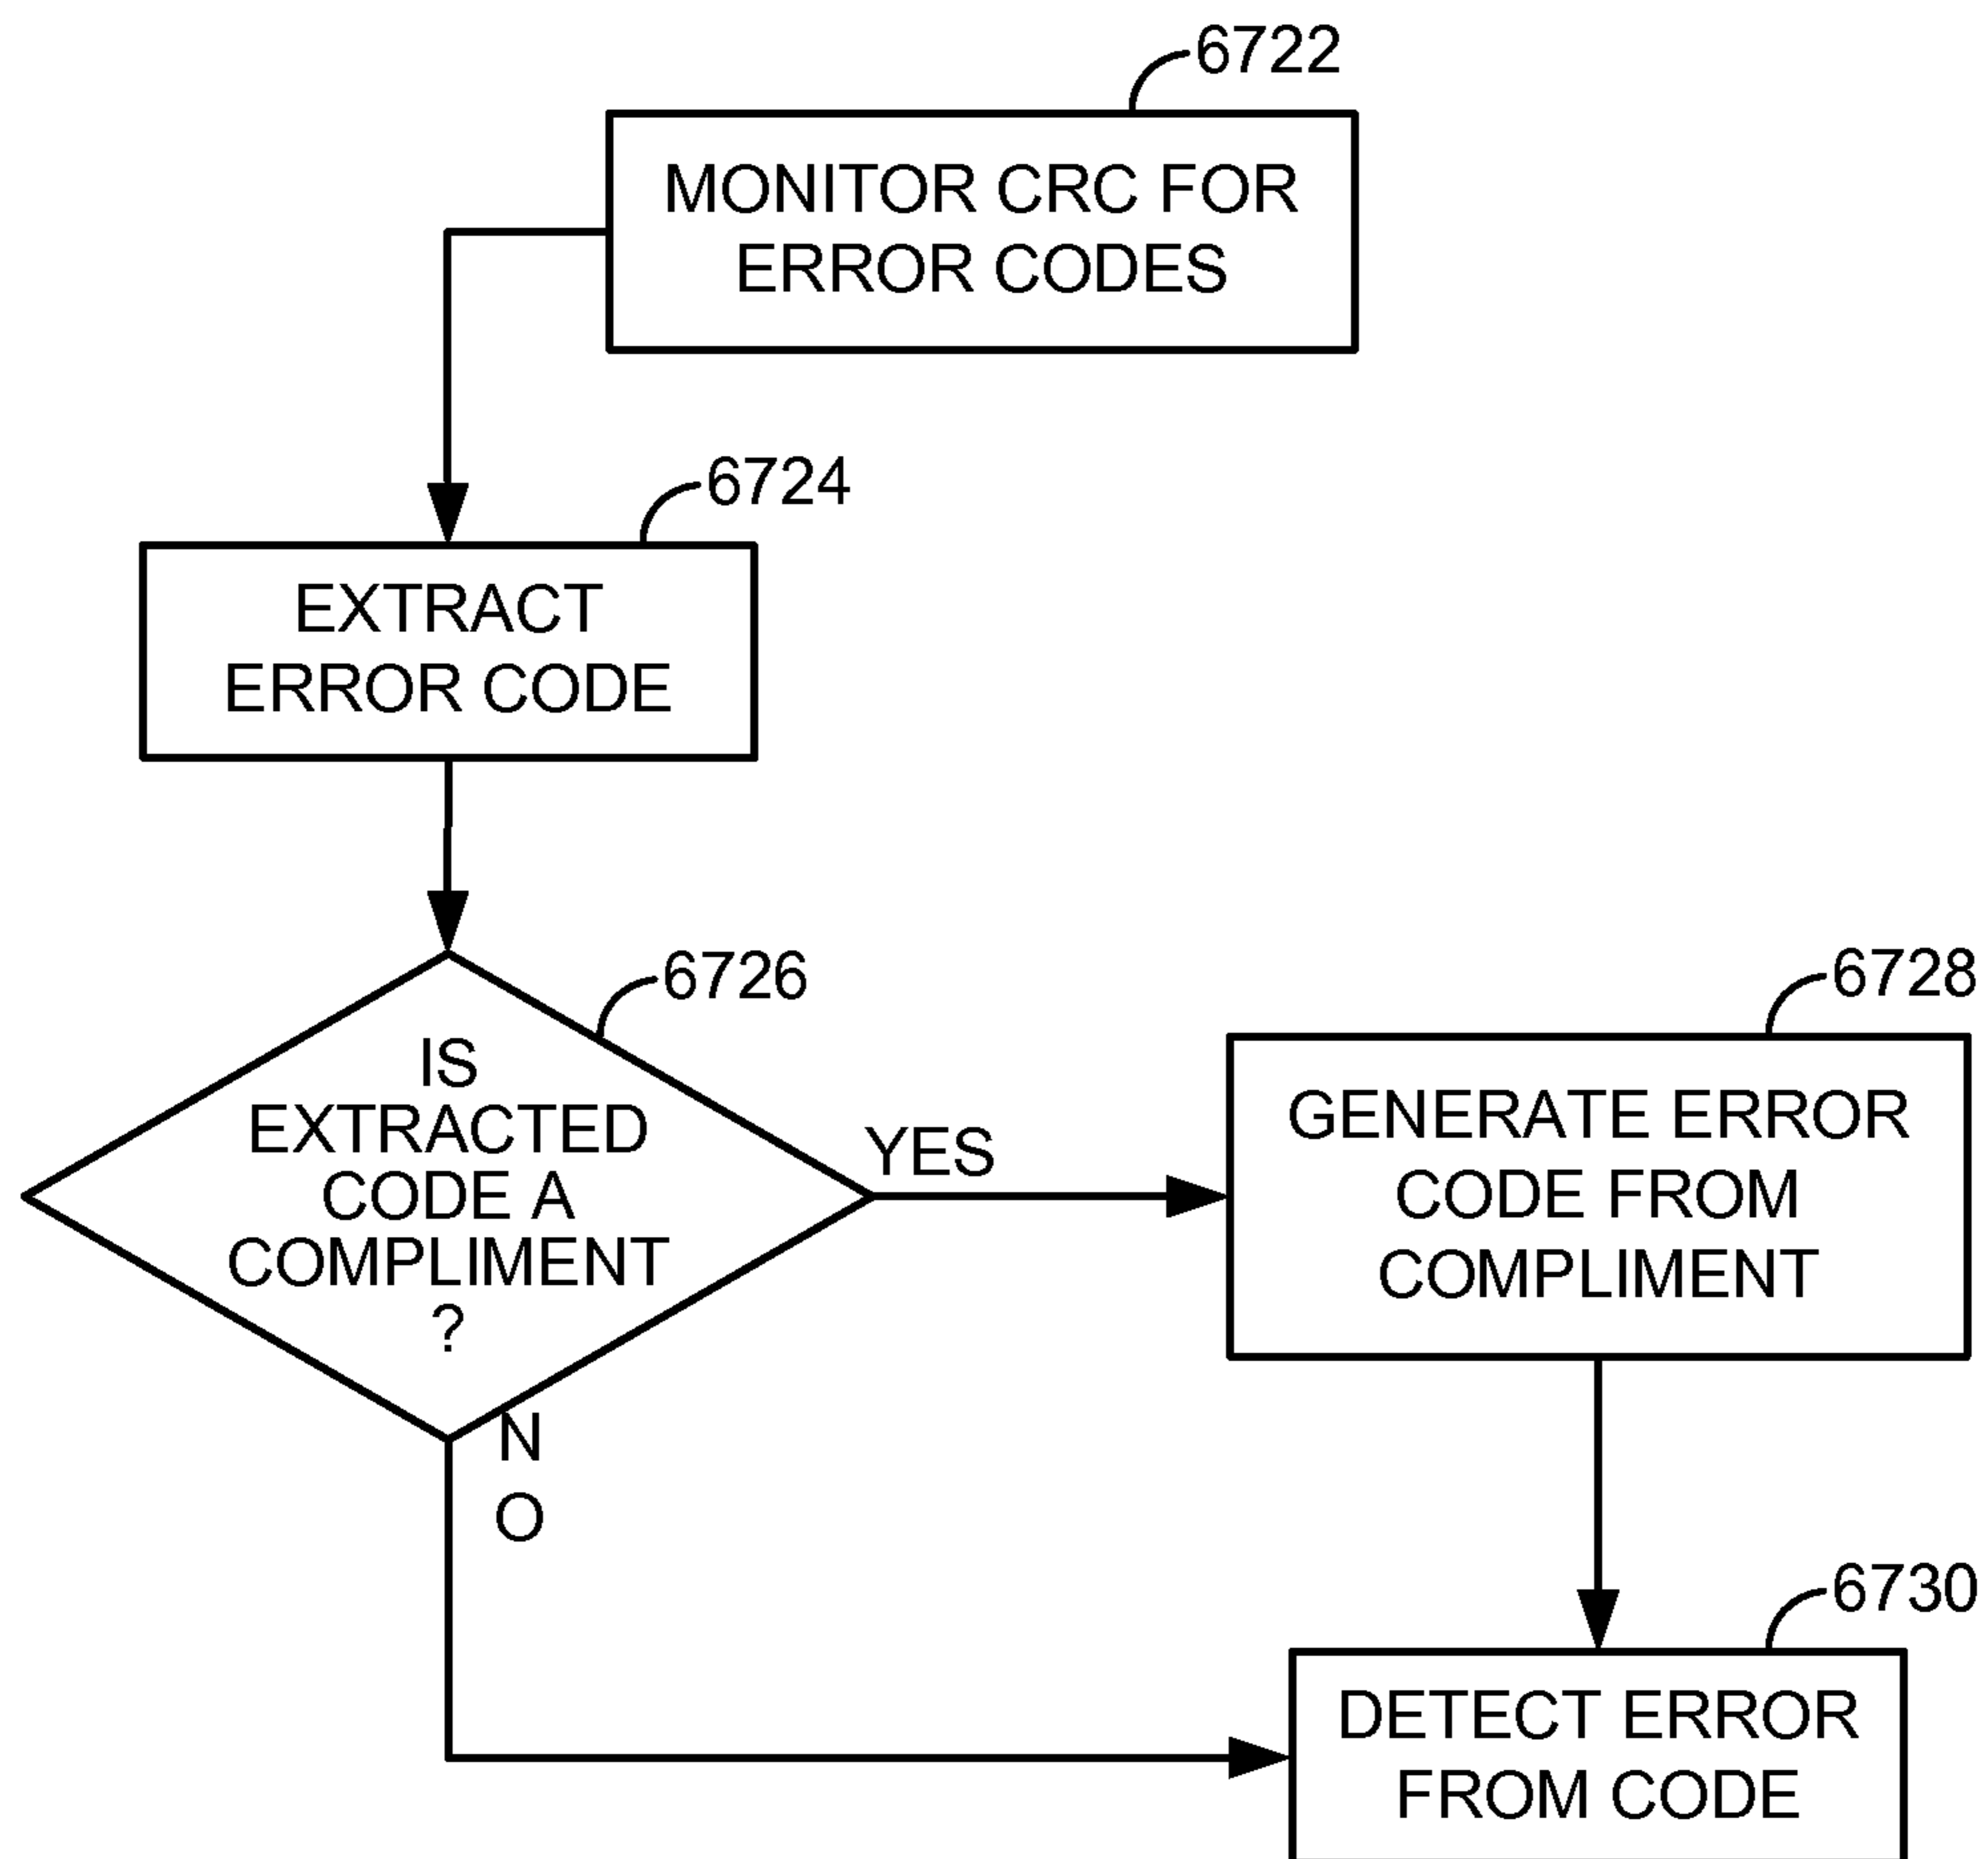 6722
MONITOR CRC FOR
ERROR CODES
6724
EXTRACT
ERROR CODE
6726
IS
EXTRACTED
CODE A
COMPLIMENT
?
YES
N
O
6728
GENERATE ERROR
CODE FROM
COMPLIMENT
6730
DETECT ERROR
FROM CODE